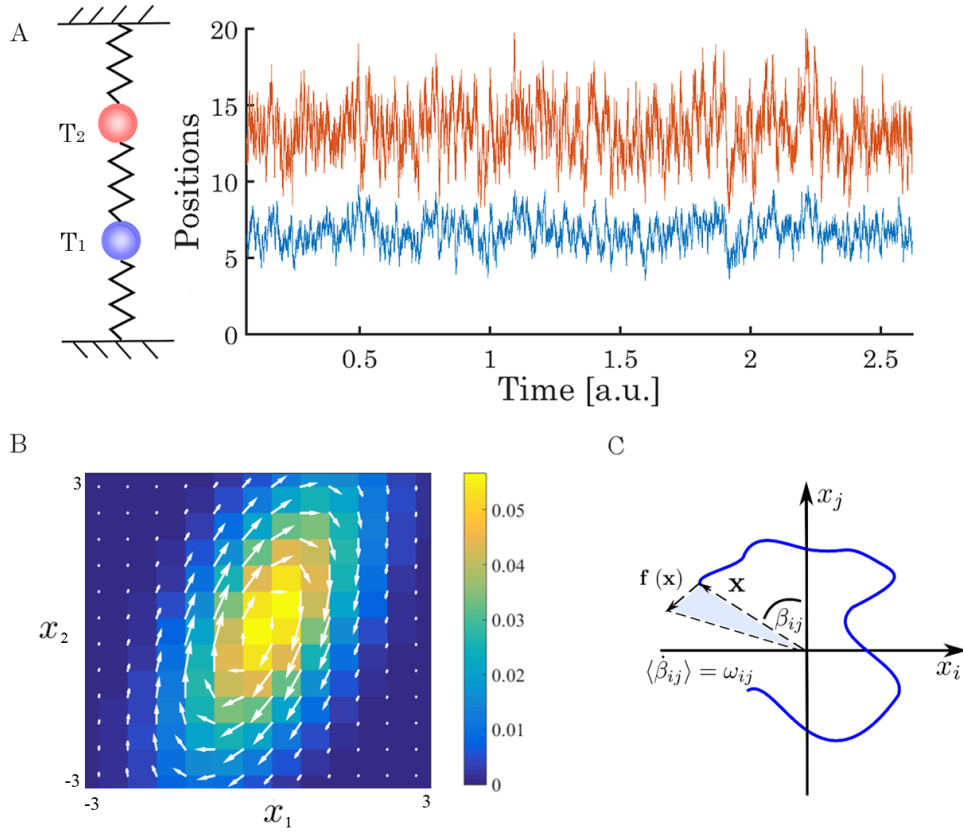 A
T₂
T₁
Positions
20
15
10
5
0
0.5
1
1.5
2
2.5
Time [a.u.]
B
3
-3
-3
3
x₂
x₁
0.05
0.04
0.03
0.02
0.01
0
C
xⱼ
f (x)
x
βᵢⱼ
xᵢ
⟨β̇ᵢⱼ⟩ = ωᵢⱼ